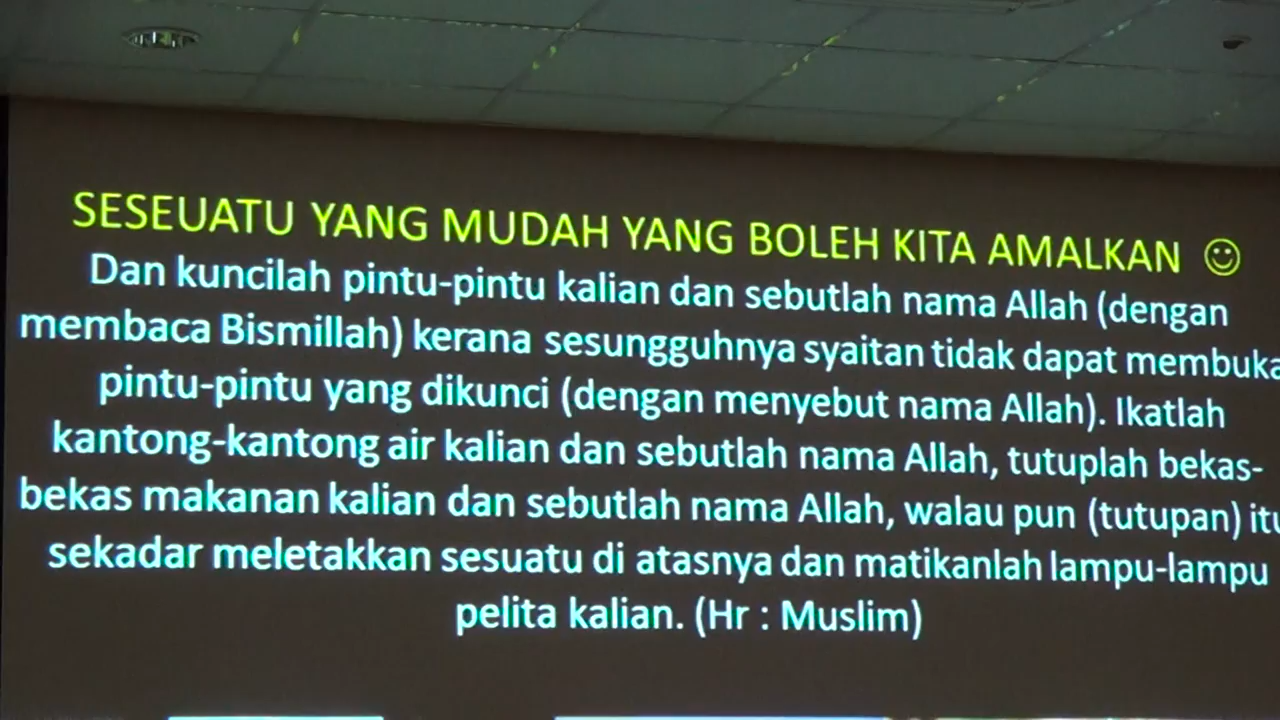 SESEUATU YANG MUDAH YANG BOLEH KITA AMALKAN ☺
Dan kuncilah pintu-pintu kalian dan sebutlah nama Allah (dengan
membaca Bismillah) kerana sesungguhnya syaitan tidak dapat membuka
pintu-pintu yang dikunci (dengan menyebut nama Allah). Ikatlah
kantong-kantong air kalian dan sebutlah nama Allah, tutuplah bekas-
bekas makanan kalian dan sebutlah nama Allah, walau pun (tutupan) itu
sekadar meletakkan sesuatu di atasnya dan matikanlah lampu-lampu
pelita kalian. (Hr : Muslim)